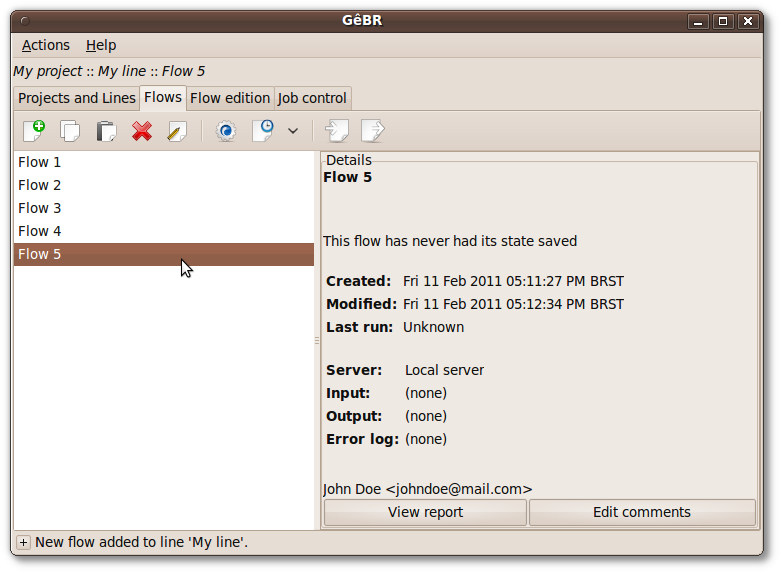 GêBR
Actions Help
My project :: My line :: Flow 5
Projects and Lines Flows Flow edition Job control
Flow 1
Flow 2
Flow 3
Flow 4
Flow 5
Details
Flow 5
This flow has never had its state saved
Created: Fri 11 Feb 2011 05:11:27 PM BRST
Modified: Fri 11 Feb 2011 05:12:34 PM BRST
Last run: Unknown
Server: Local server
Input: (none)
Output: (none)
Error log: (none)
John Doe <johndoe@mail.com>
View report Edit comments
New flow added to line 'My line'.